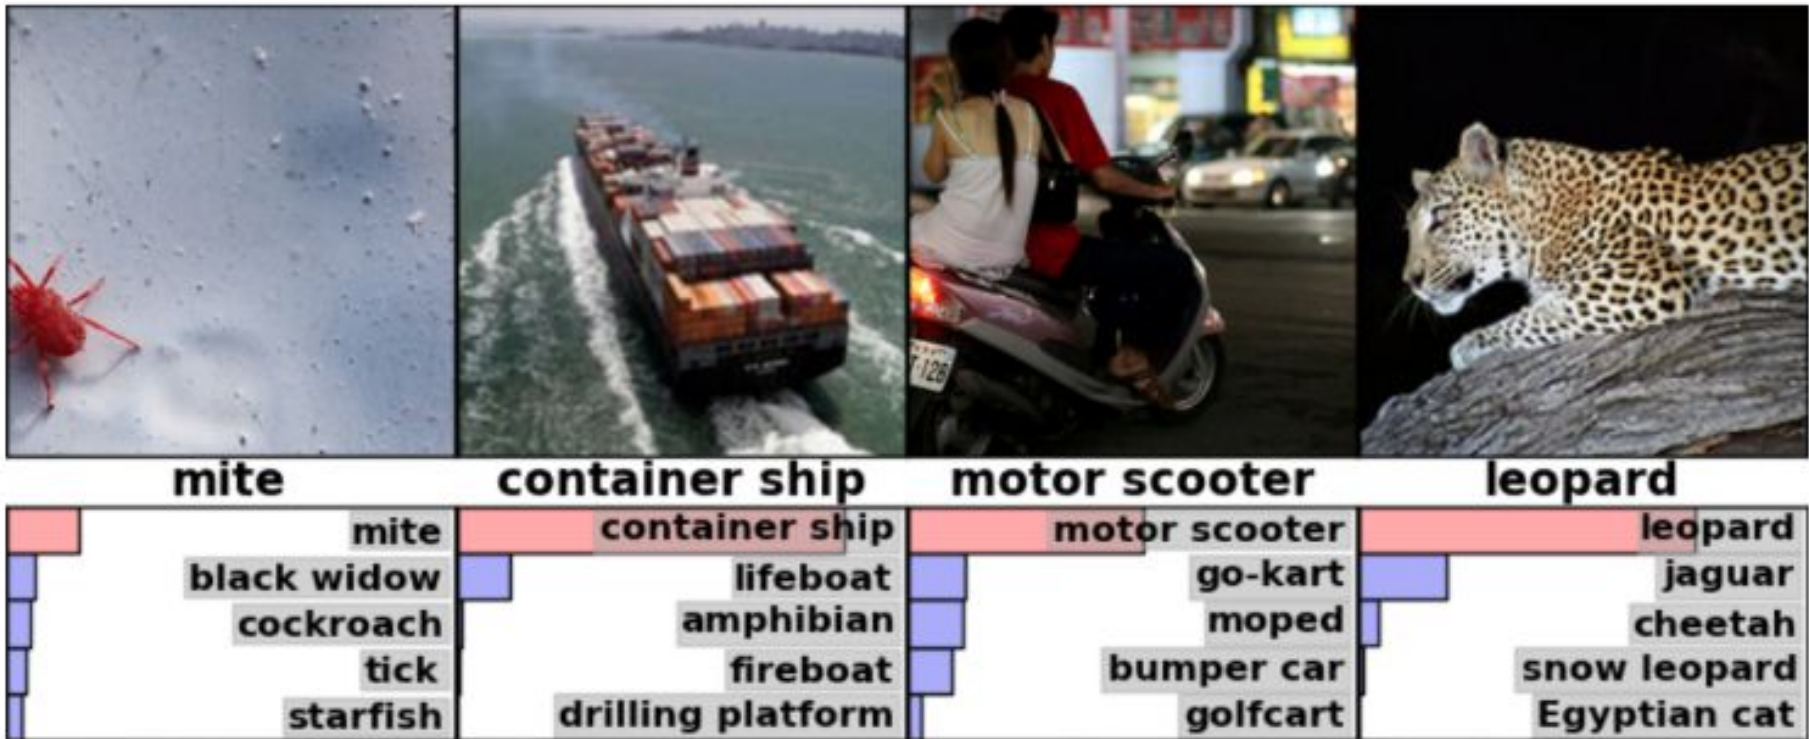 T-128
mite
container ship
motor scooter
leopard
mite
black widow
cockroach
tick
starfish
container ship
lifeboat
amphibian
fireboat
drilling platform
motor scooter
go-kart
moped
bumper car
golfcart
leopard
jaguar
cheetah
snow leopard
Egyptian cat